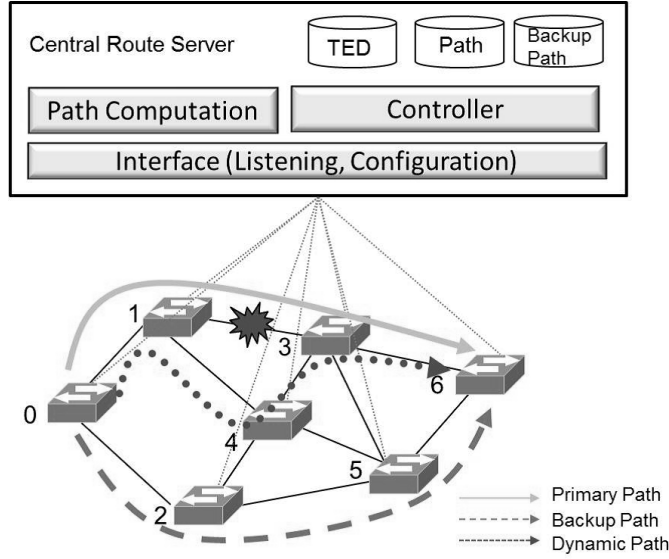 Central Route Server
TED
Path
Backup
Path
Path Computation
Controller
Interface (Listening, Configuration)
1
3
6
0
4
5
2
Primary Path
Backup Path
Dynamic Path